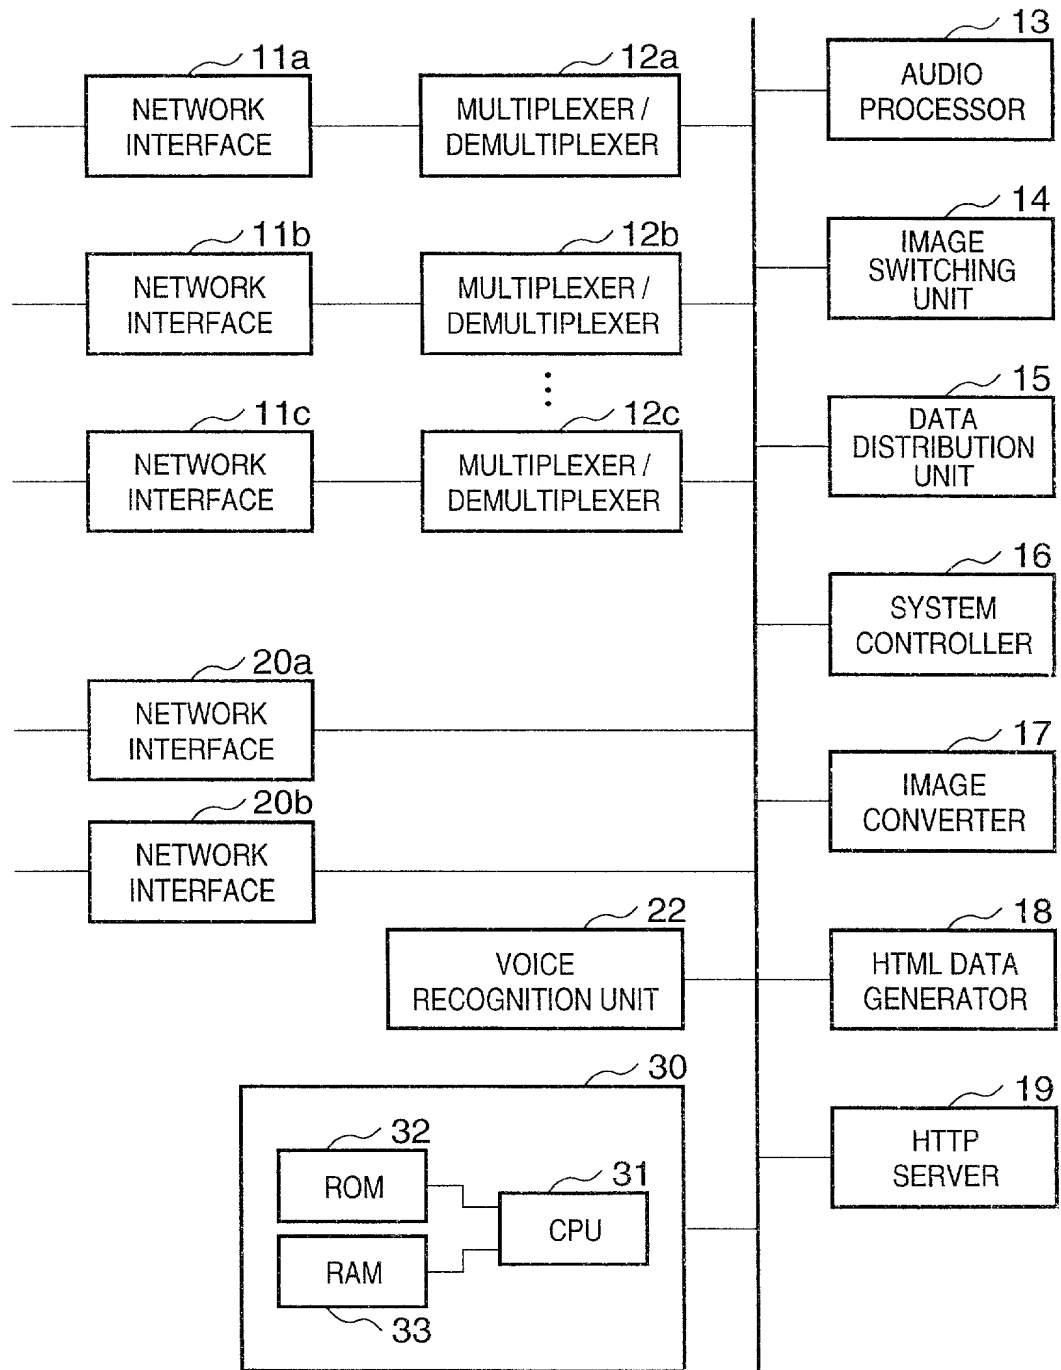 11a
NETWORK
INTERFACE
12a
MULTIPLEXER /
DEMULTIPLEXER
13
AUDIO
PROCESSOR
11b
NETWORK
INTERFACE
12b
MULTIPLEXER /
DEMULTIPLEXER
14
IMAGE
SWITCHING
UNIT
11c
NETWORK
INTERFACE
12c
MULTIPLEXER /
DEMULTIPLEXER
15
DATA
DISTRIBUTION
UNIT
16
SYSTEM
CONTROLLER
20a
NETWORK
INTERFACE
17
IMAGE
CONVERTER
20b
NETWORK
INTERFACE
22
VOICE
RECOGNITION UNIT
18
HTML DATA
GENERATOR
30
32
ROM
31
CPU
RAM
33
19
HTTP
SERVER